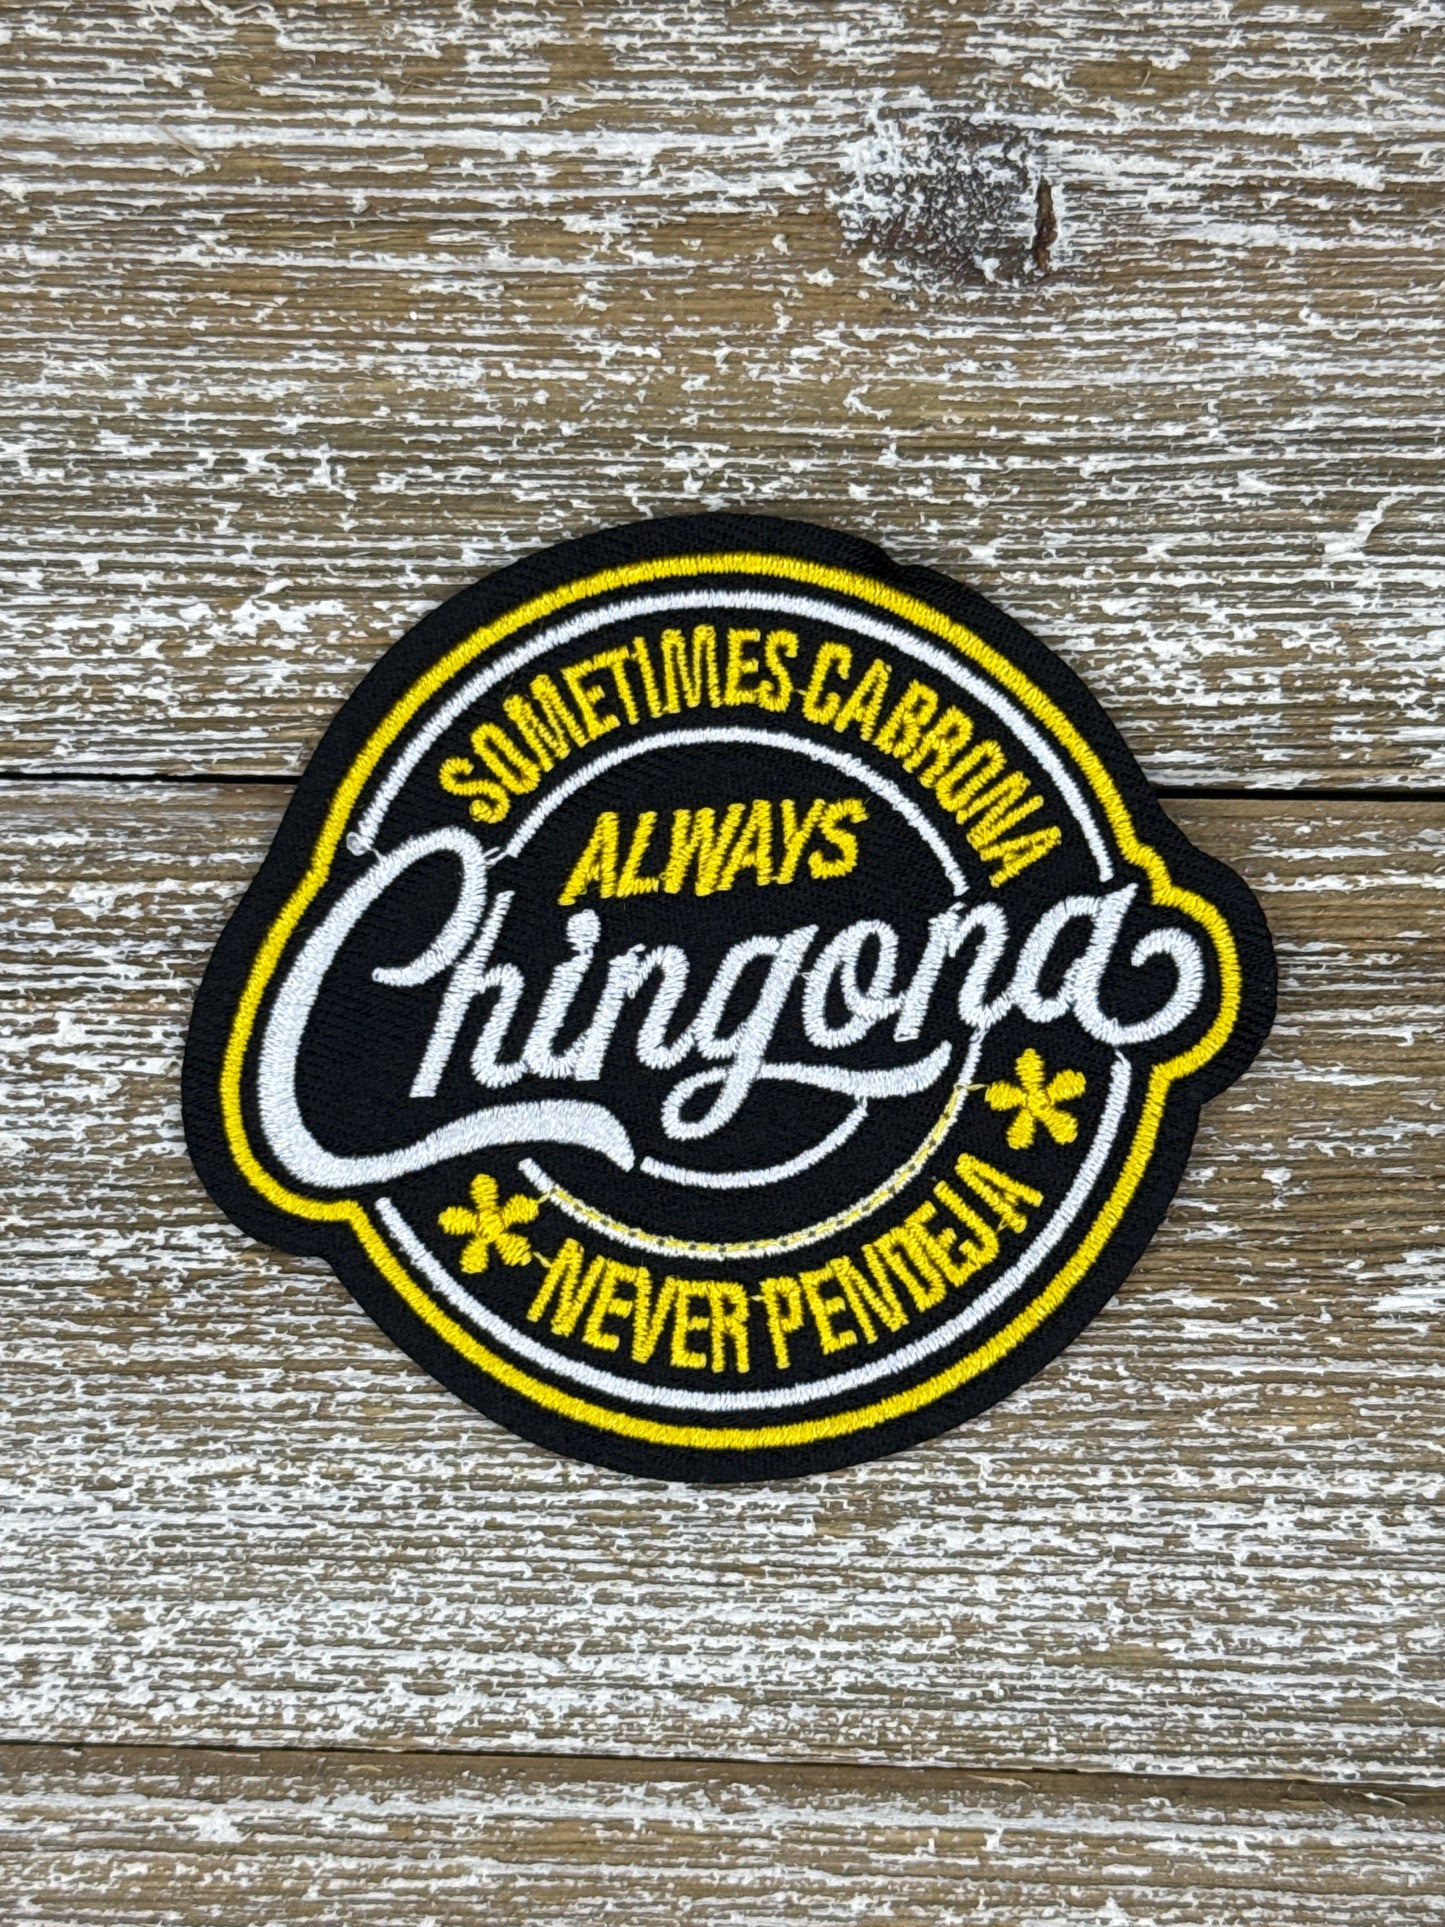 SOMETIMES CABRONA
ALWAYS
Chingona
NEVER PENDEJA